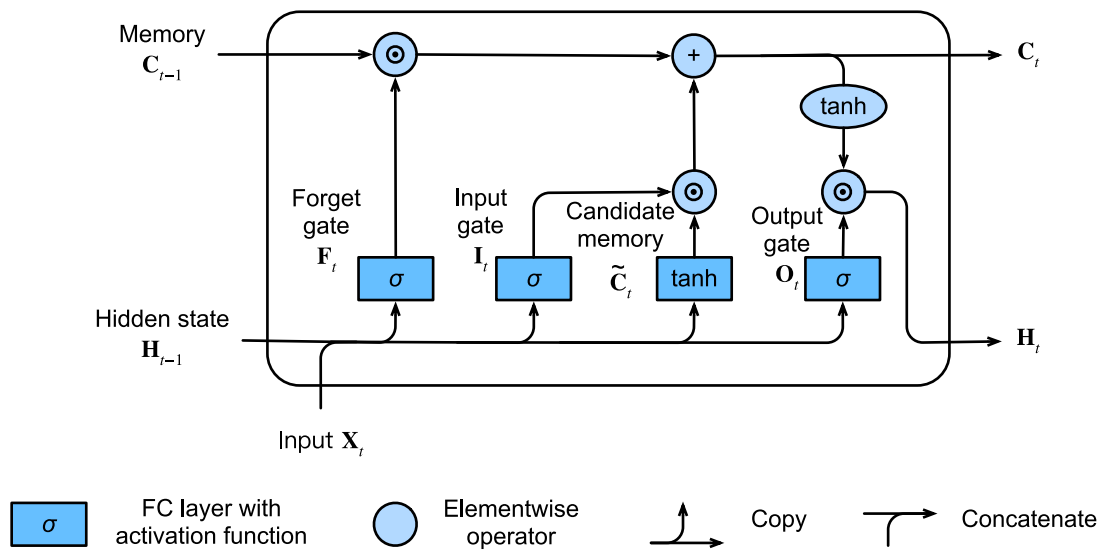 Memory
C_{t−1}
+
C_t
tanh
Forget
gate
F_t
σ
Input
gate
I_t
σ
Candidate
memory
C̃_t
tanh
Output
gate
O_t
σ
Hidden state
H_{t−1}
H_t
Input X_t
σ
FC layer with
activation function
Elementwise
operator
Copy
Concatenate